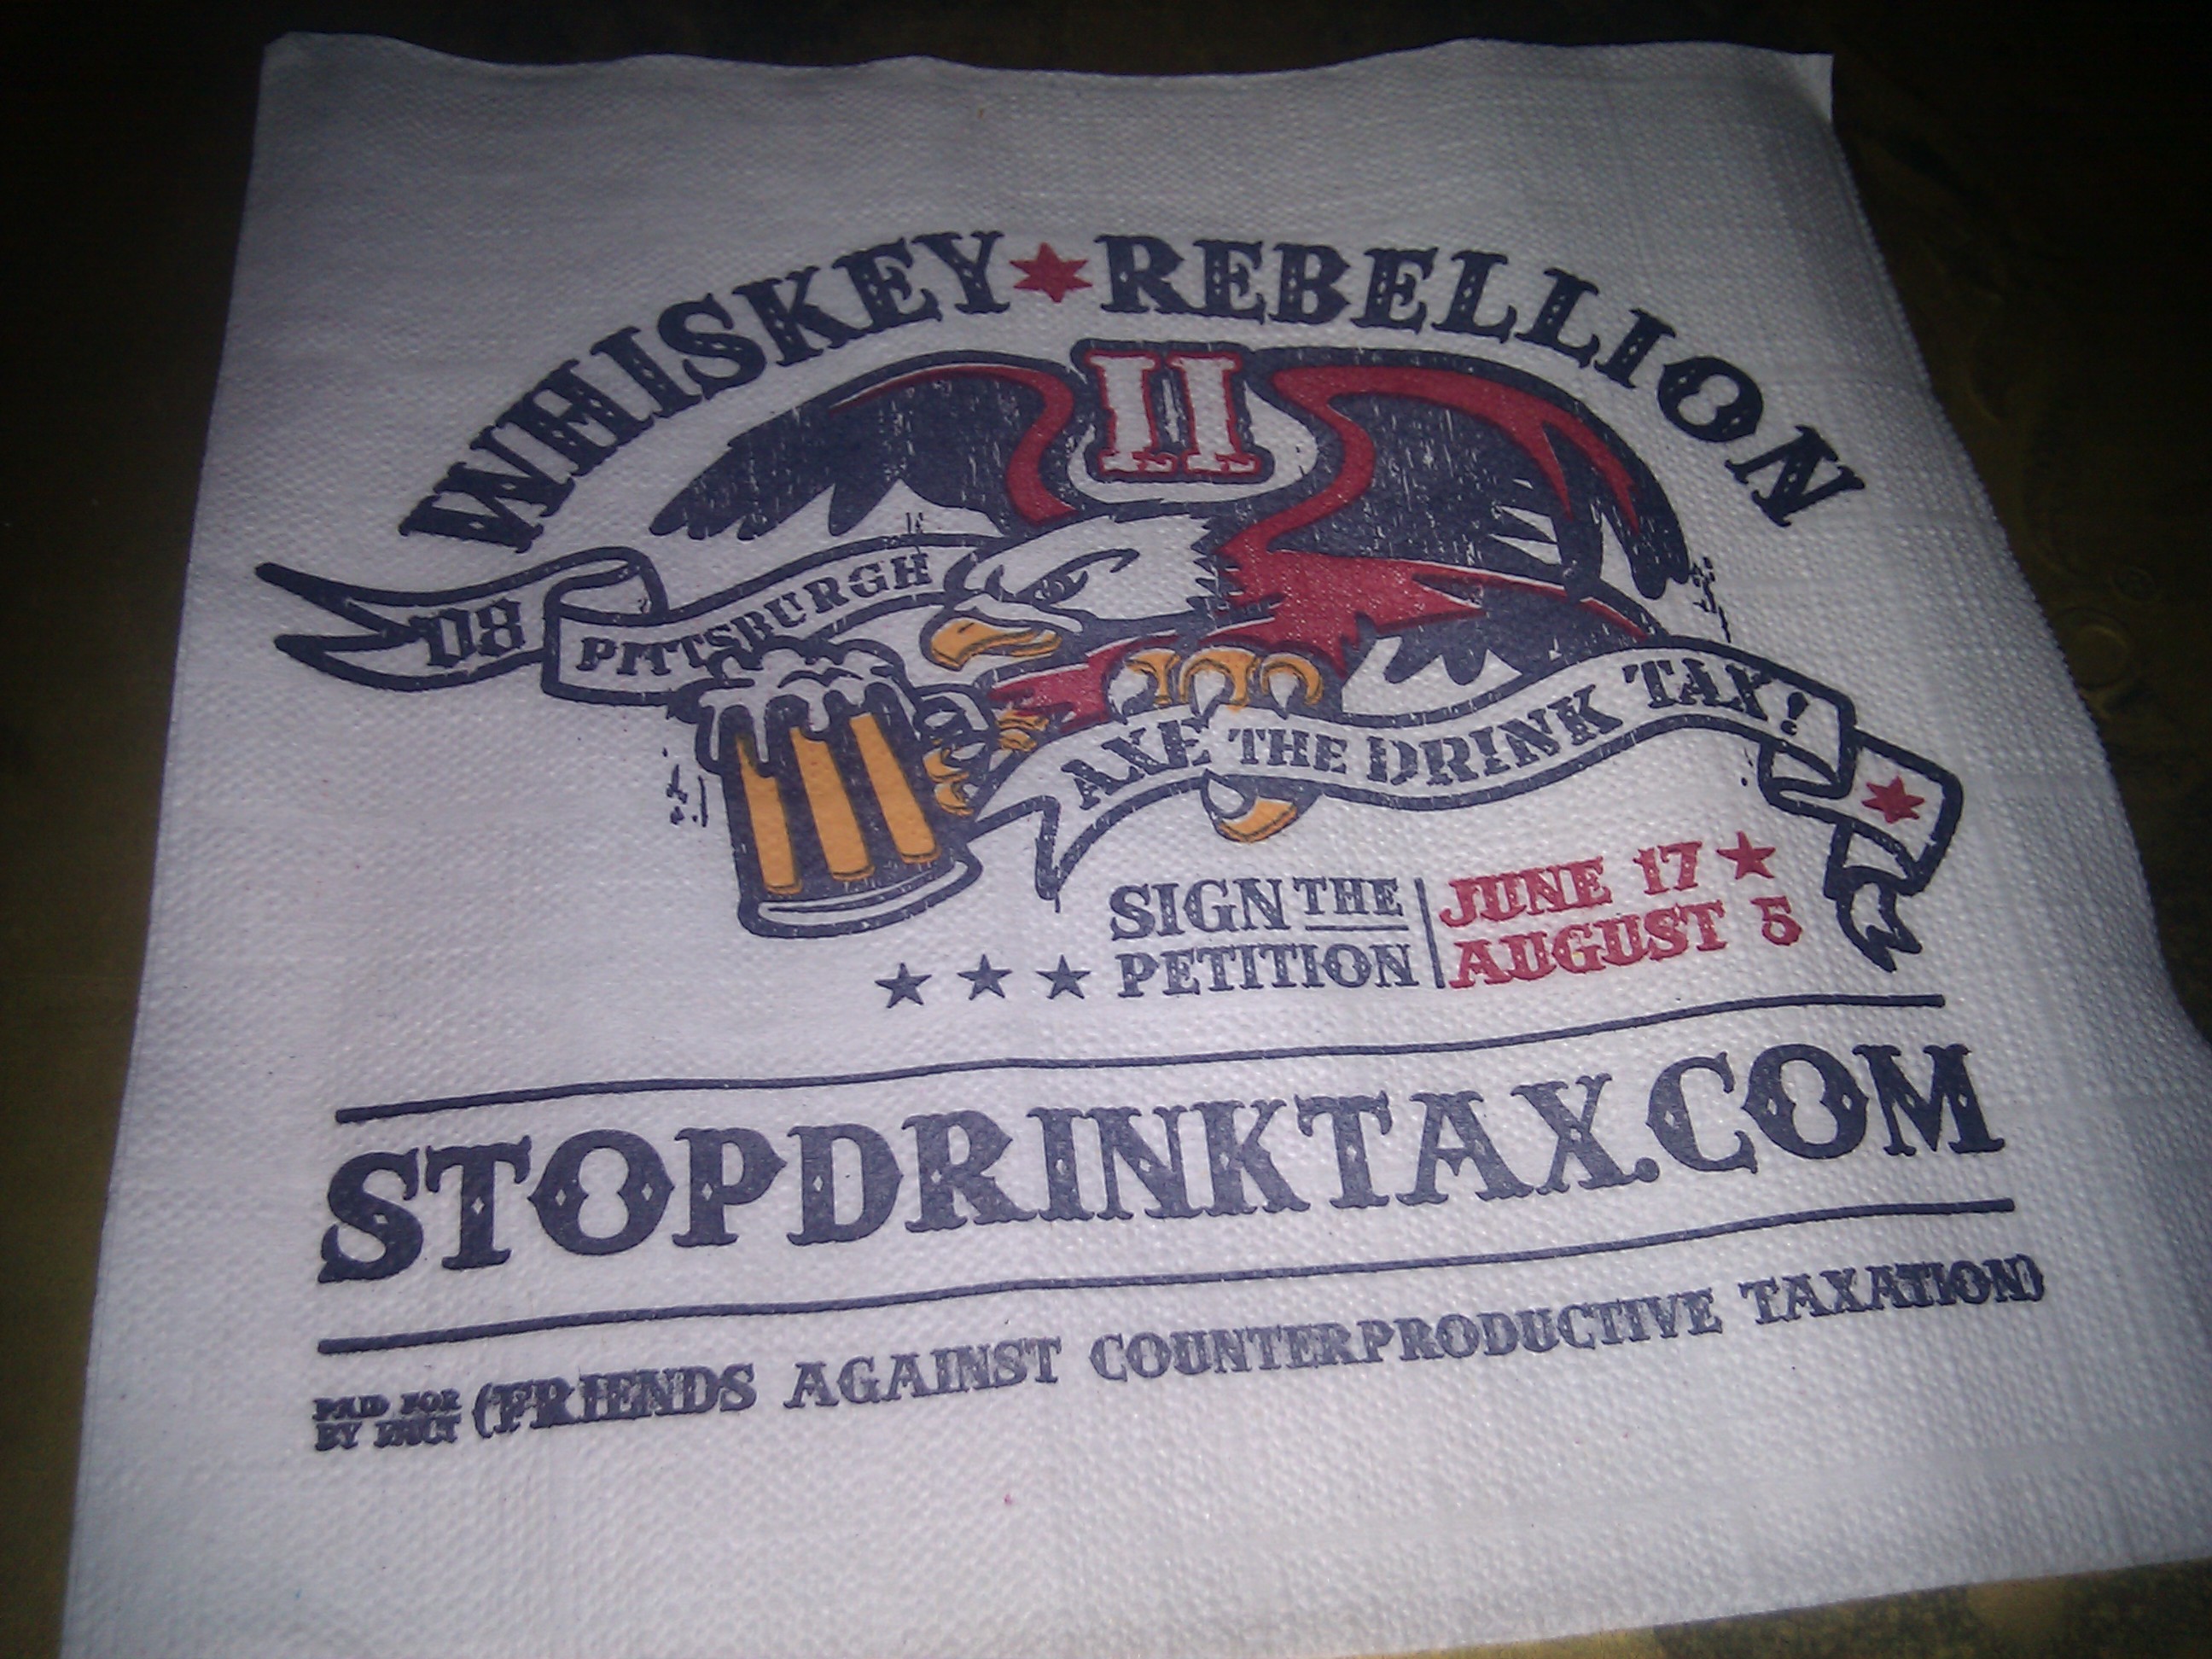 WHISKEY REBELLION
II
'08 PITTSBURGH
AXE THE DRINK TAX!
SIGN THE PETITION
JUNE 17
AUGUST 5
STOPDRINKTAX.COM
PAID FOR
BY FACT
(FRIENDS AGAINST COUNTERPRODUCTIVE TAXATION)